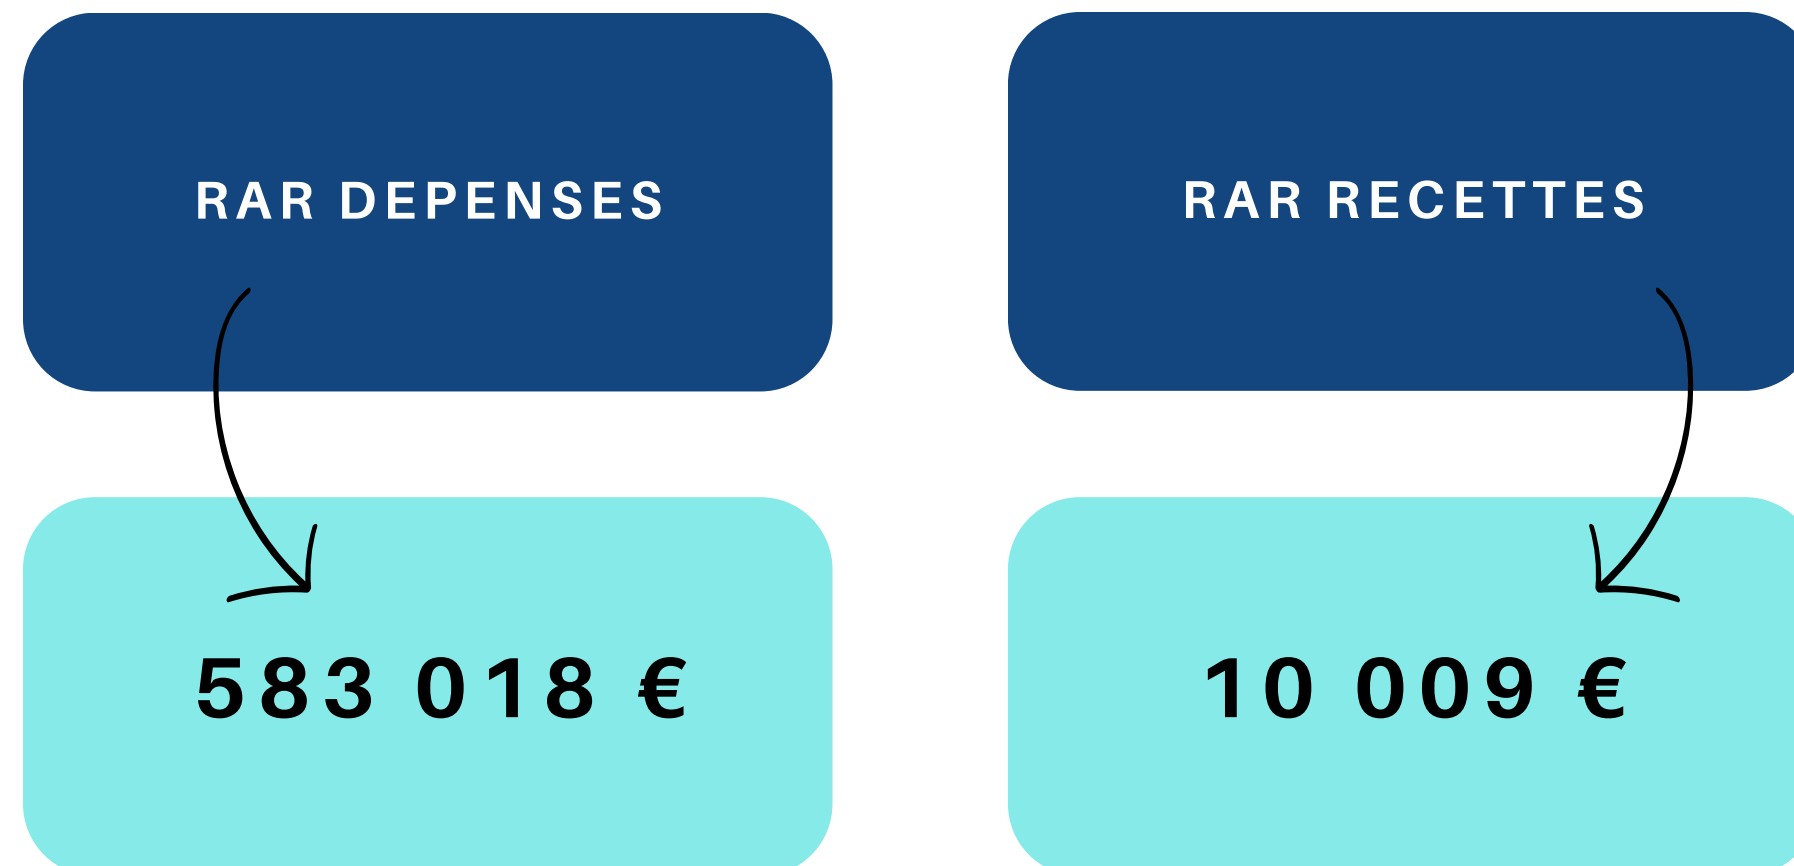 RAR DEPENSES
RAR RECETTES
583 018 €
10 009 €